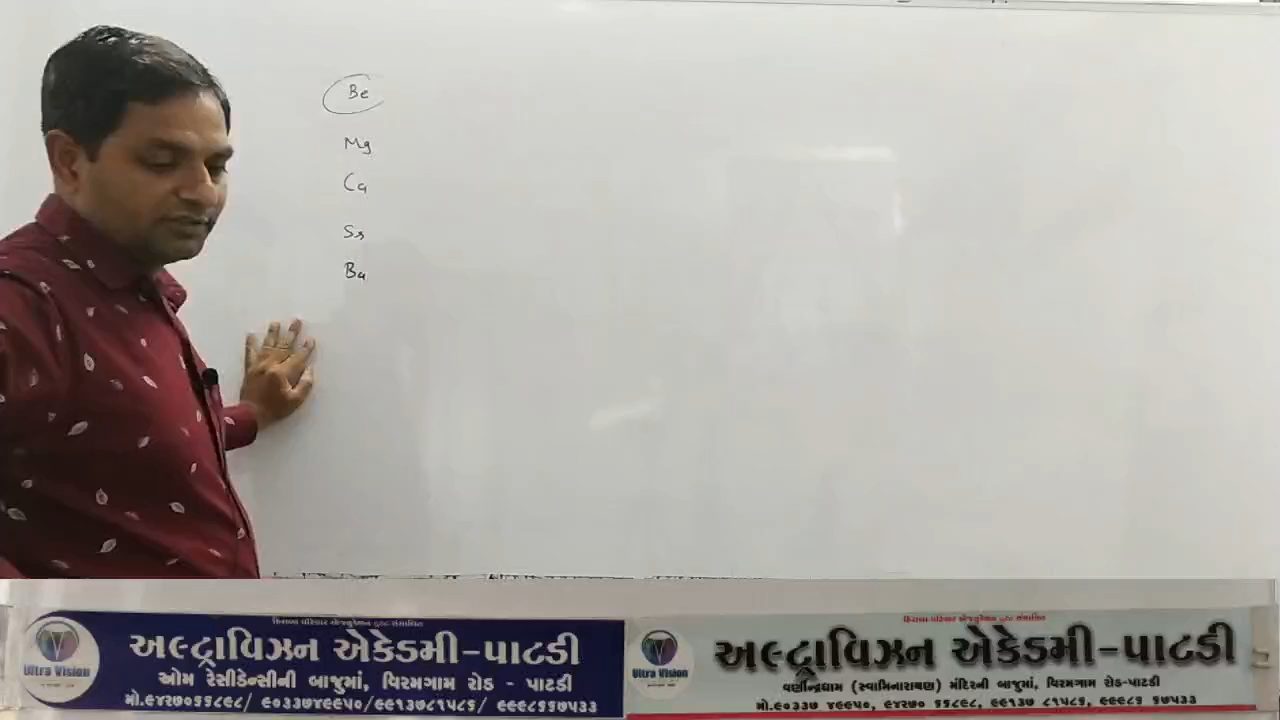 Be
Mg
Ca
Sr
Ba
અલ્ટ્રાવિઝન એકેડમી-પાટડી
ઓમ રેસીડેન્સીની બાજુમાં, વિરમગામ રોડ - પાટડી
Ultra Vision
અલ્ટ્રાવિઝન એકેડમી-પાટડી
વર્ણીન્દ્રધામ (સ્વામિનારાયણ) મંદિરની બાજુમાં, વિરમગામ રોડ-પાટડી
Ultra Vision